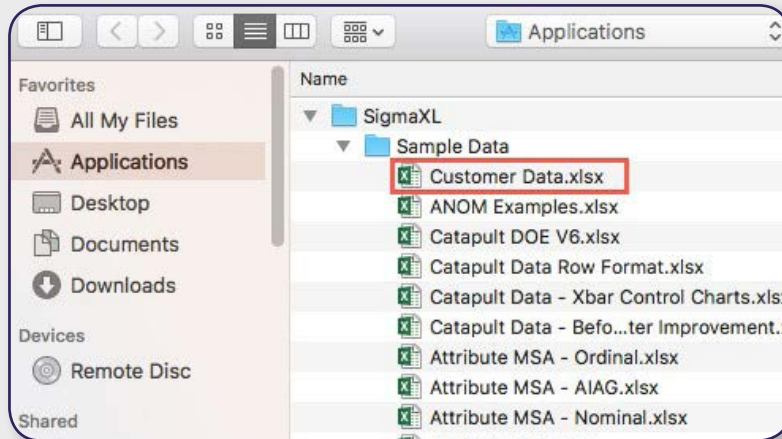 Applications
Favorites
All My Files
Applications
Desktop
Documents
Downloads
Devices
Remote Disc
Shared
Name
SigmaXL
Sample Data
Customer Data.xlsx
ANOM Examples.xlsx
Catapult DOE V6.xlsx
Catapult Data Row Format.xlsx
Catapult Data - Xbar Control Charts.xls
Catapult Data - Befo...ter Improvement.
Attribute MSA - Ordinal.xlsx
Attribute MSA - AIAG.xlsx
Attribute MSA - Nominal.xlsx